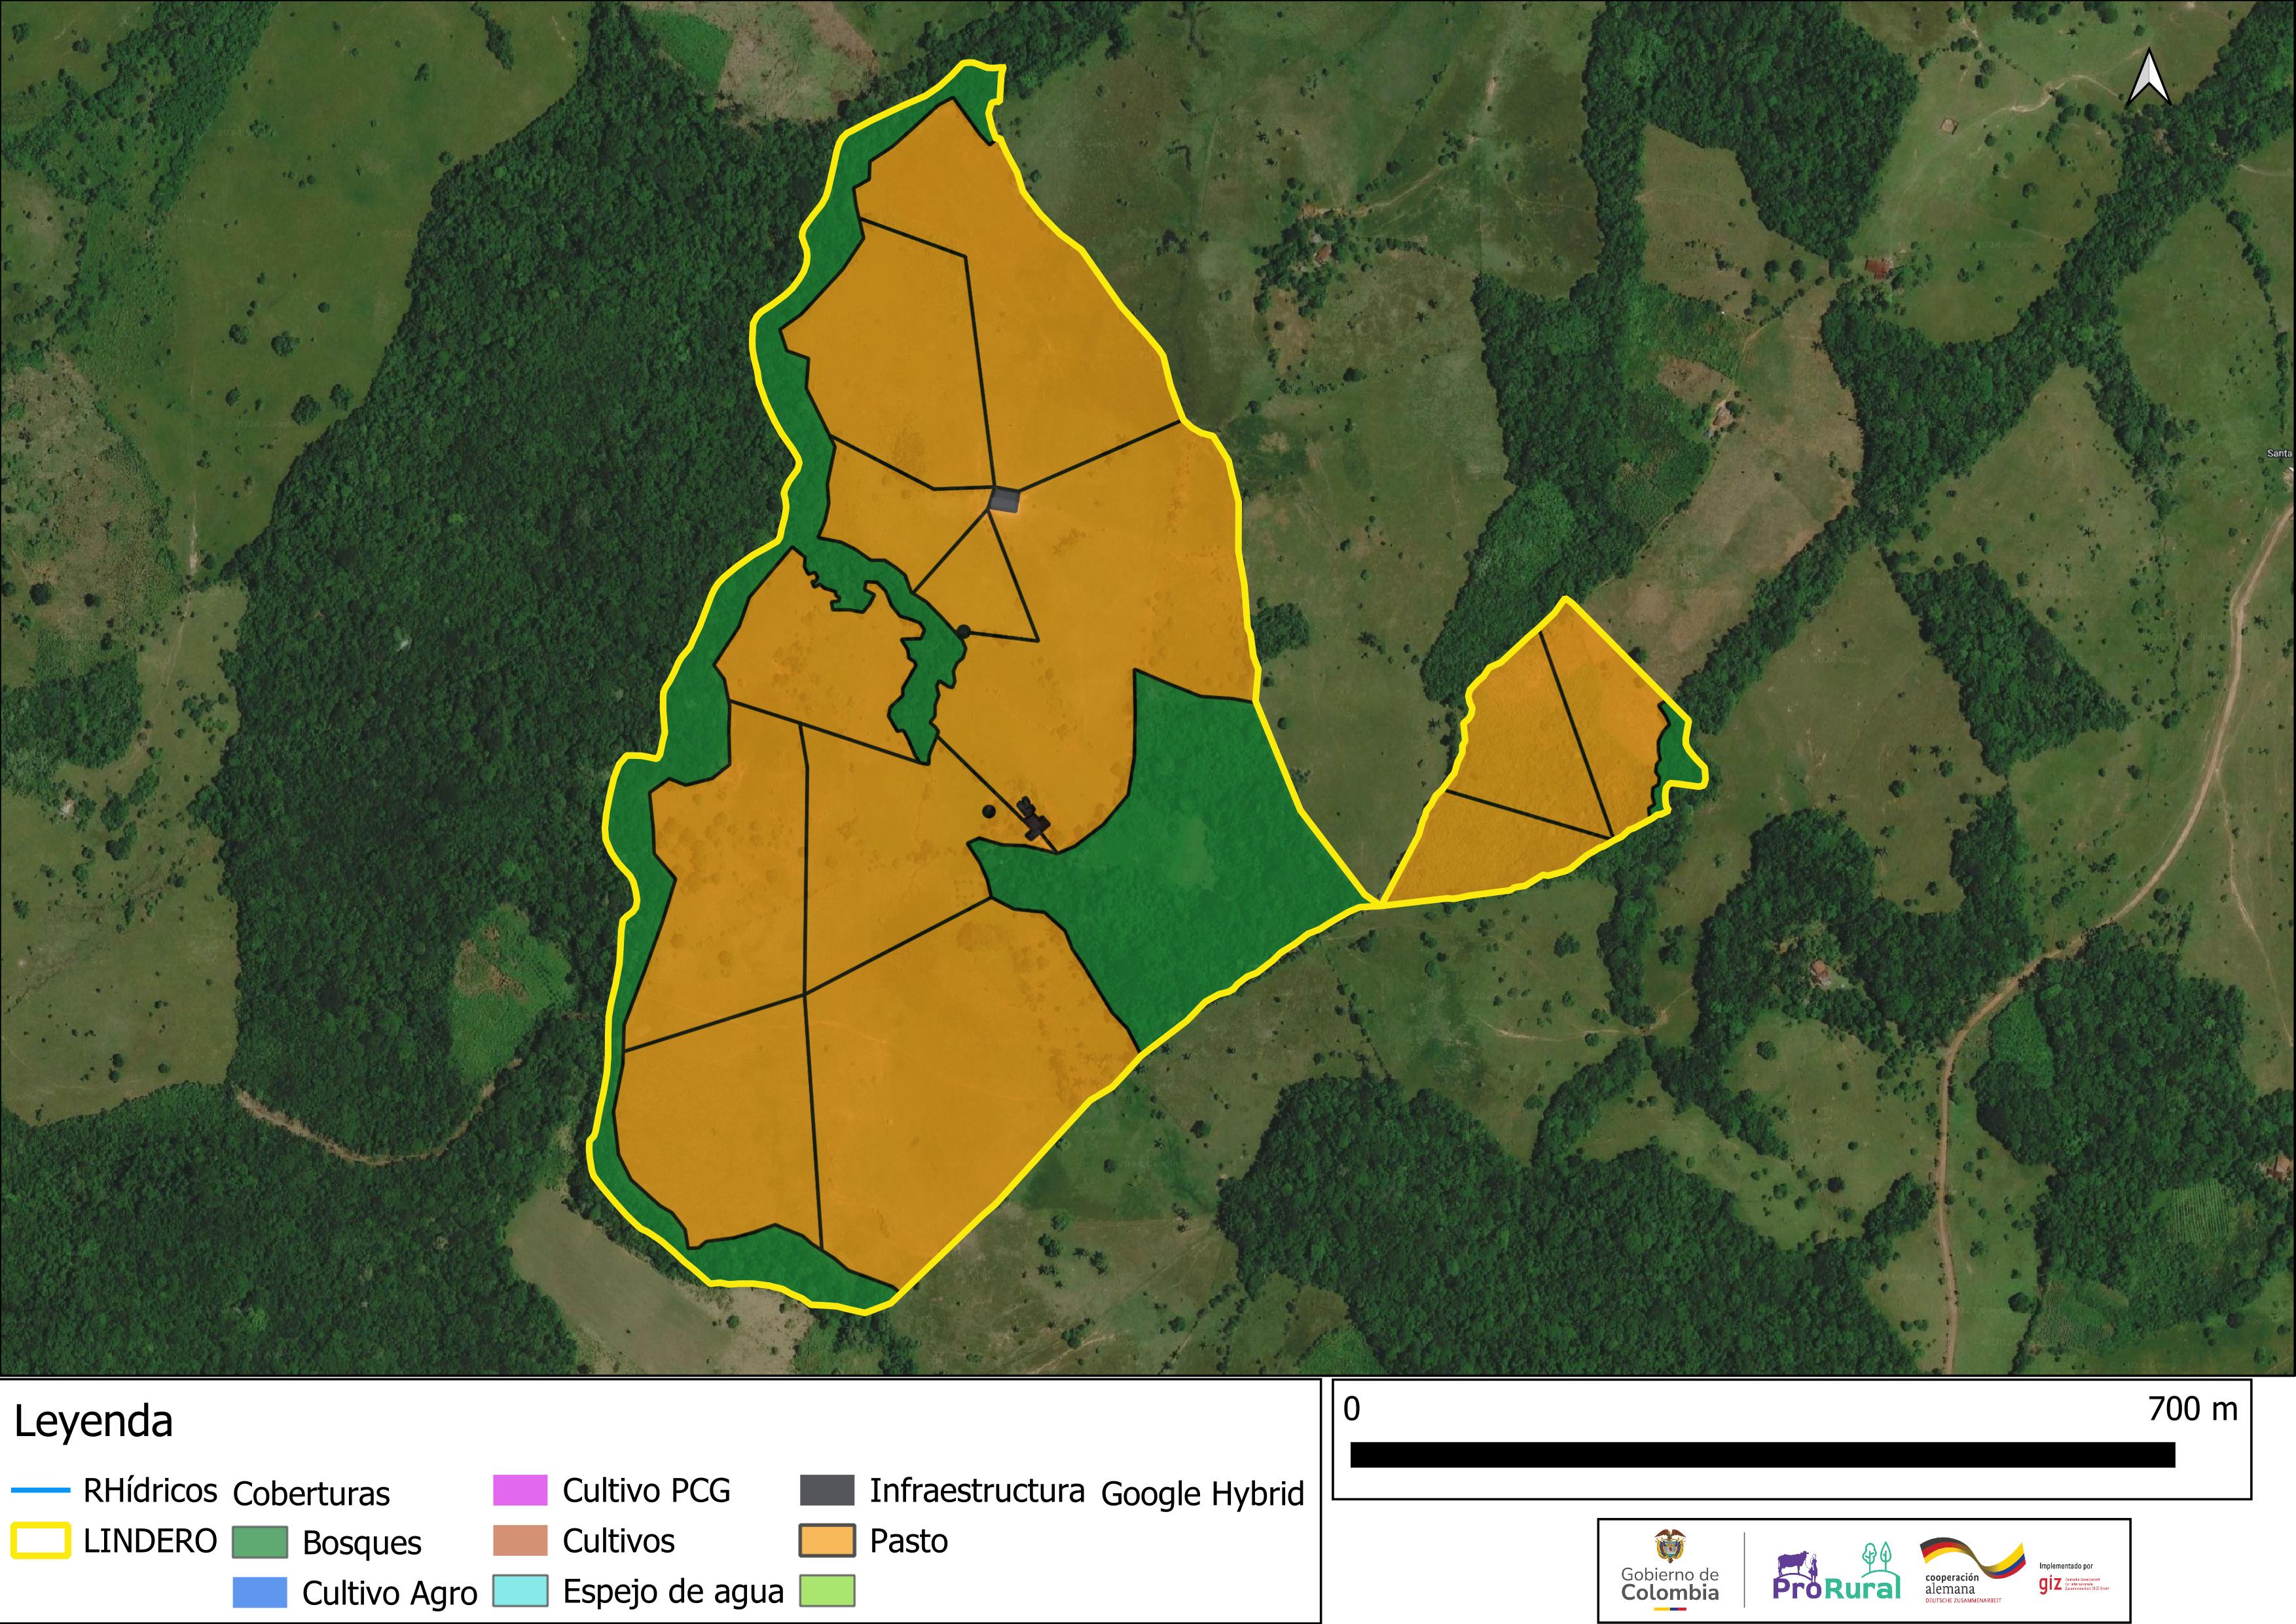 Santa
Leyenda
RHídricos
LINDERO
Coberturas
Bosques
Cultivo Agro
Cultivo PCG
Cultivos
Espejo de agua
Infraestructura
Pasto
Google Hybrid
0 700 m
Gobierno de
Colombia
ProRural
cooperación
alemana
DEUTSCHE ZUSAMMENARBEIT
Implementado por
giz